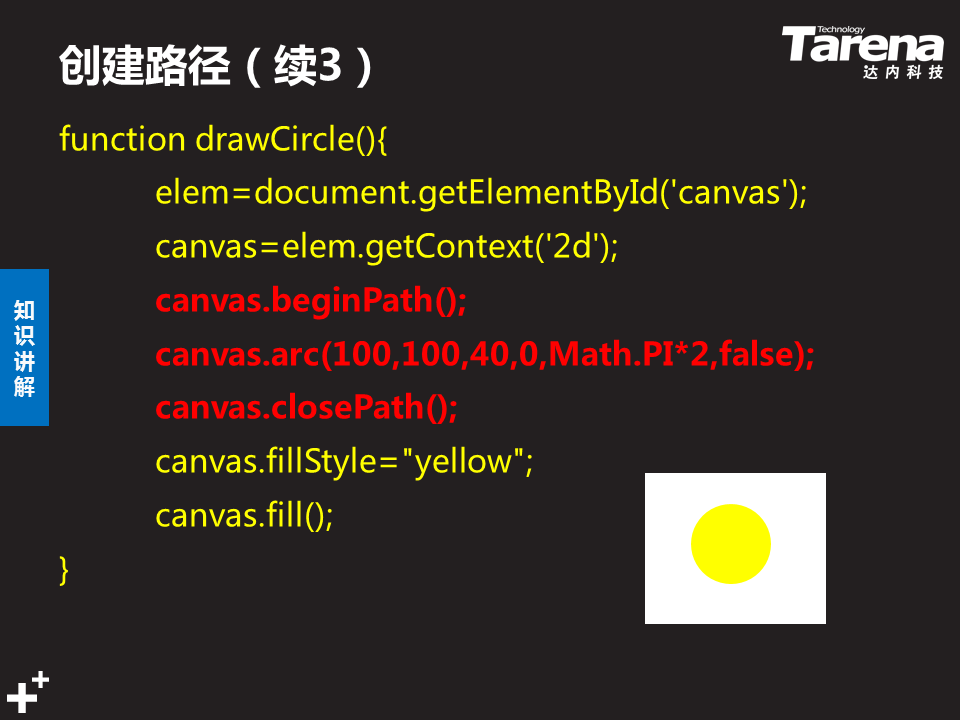 创建路径（续3）
Technology
Tarena
达内科技
function drawCircle(){
elem=document.getElementById('canvas');
canvas=elem.getContext('2d');
canvas.beginPath();
canvas.arc(100,100,40,0,Math.PI*2,false);
canvas.closePath();
canvas.fillStyle="yellow";
canvas.fill();
}
知识讲解